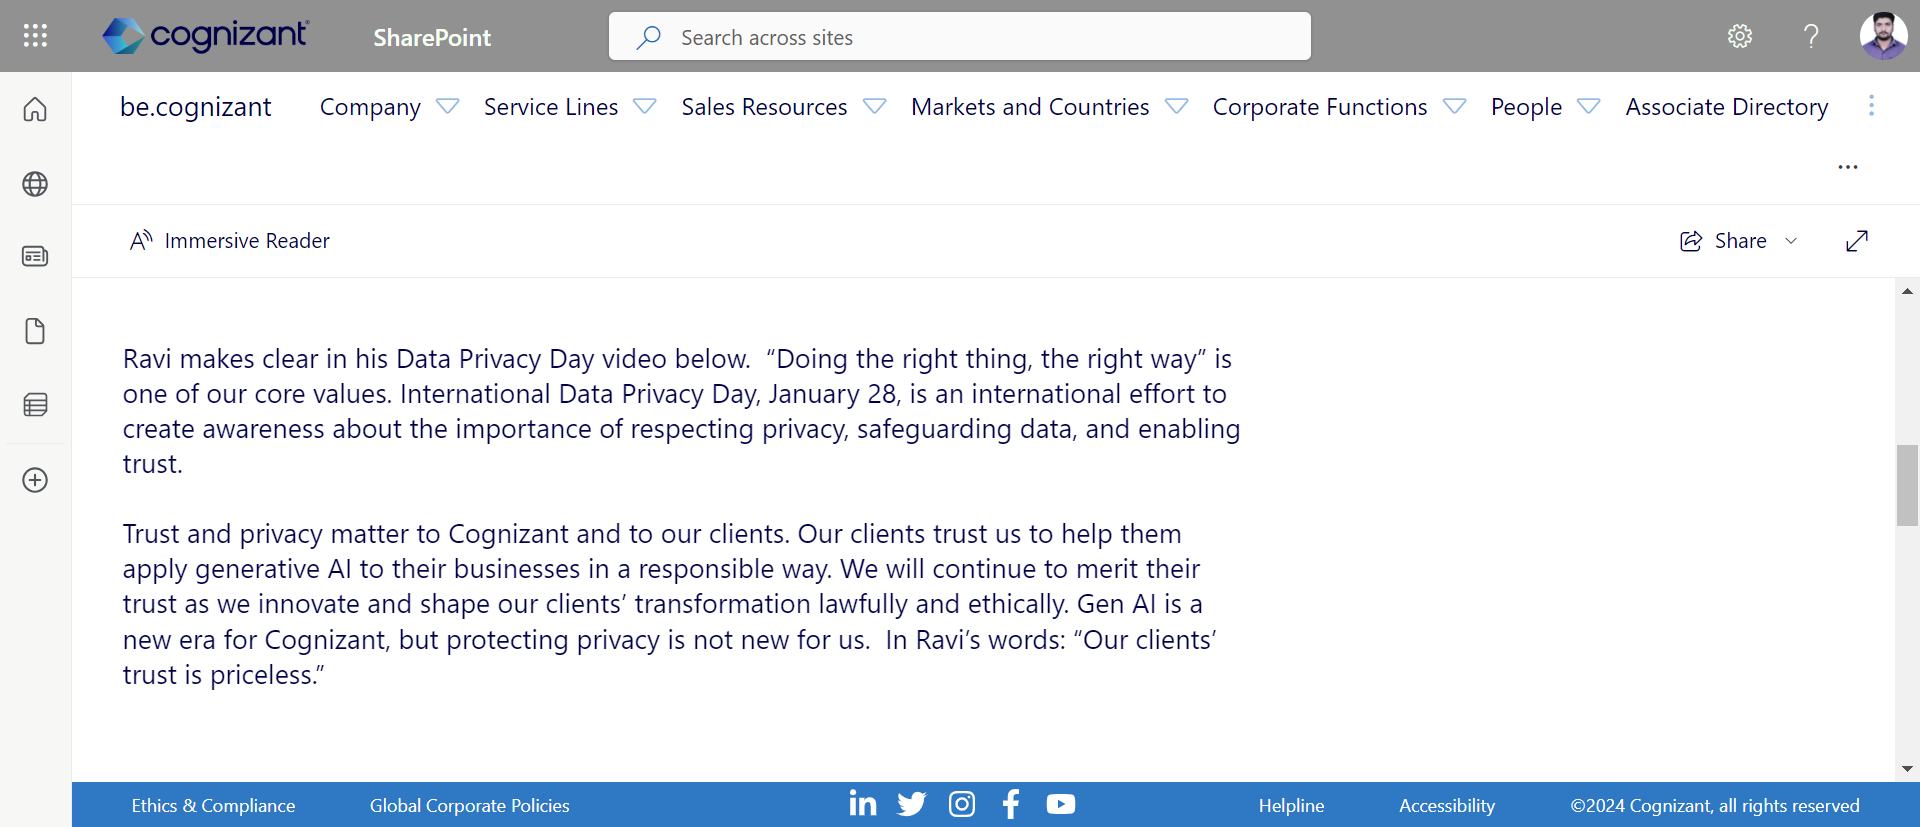 cognizant
SharePoint
Search across sites
be.cognizant
Company
Service Lines
Sales Resources
Markets and Countries
Corporate Functions
People
Associate Directory
Immersive Reader
Share
Ravi makes clear in his Data Privacy Day video below.  “Doing the right thing, the right way” is
one of our core values. International Data Privacy Day, January 28, is an international effort to
create awareness about the importance of respecting privacy, safeguarding data, and enabling
trust.
Trust and privacy matter to Cognizant and to our clients. Our clients trust us to help them
apply generative AI to their businesses in a responsible way. We will continue to merit their
trust as we innovate and shape our clients’ transformation lawfully and ethically. Gen AI is a
new era for Cognizant, but protecting privacy is not new for us.  In Ravi’s words: “Our clients’
trust is priceless.”
Ethics & Compliance
Global Corporate Policies
Helpline
Accessibility
©2024 Cognizant, all rights reserved